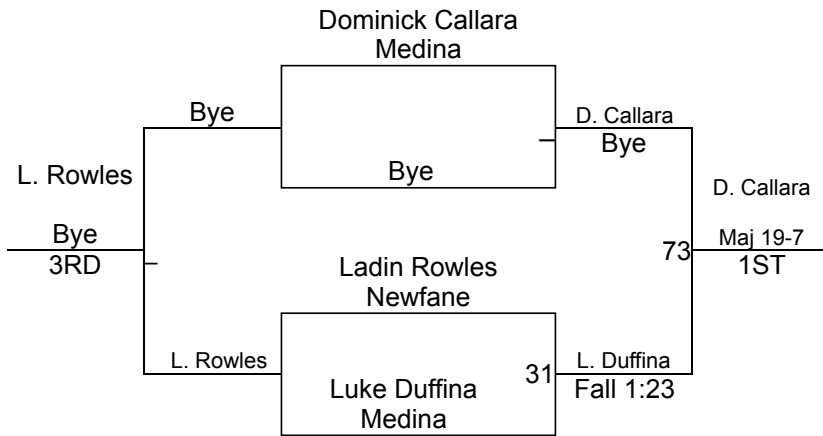 Dominick Callara
Medina
Bye
D. Callara
Bye
Bye
L. Rowles
D. Callara
Bye
3RD
73
Maj 19-7
1ST
Ladin Rowles
Newfane
L. Rowles
31
L. Duffina
Fall 1:23
Luke Duffina
Medina